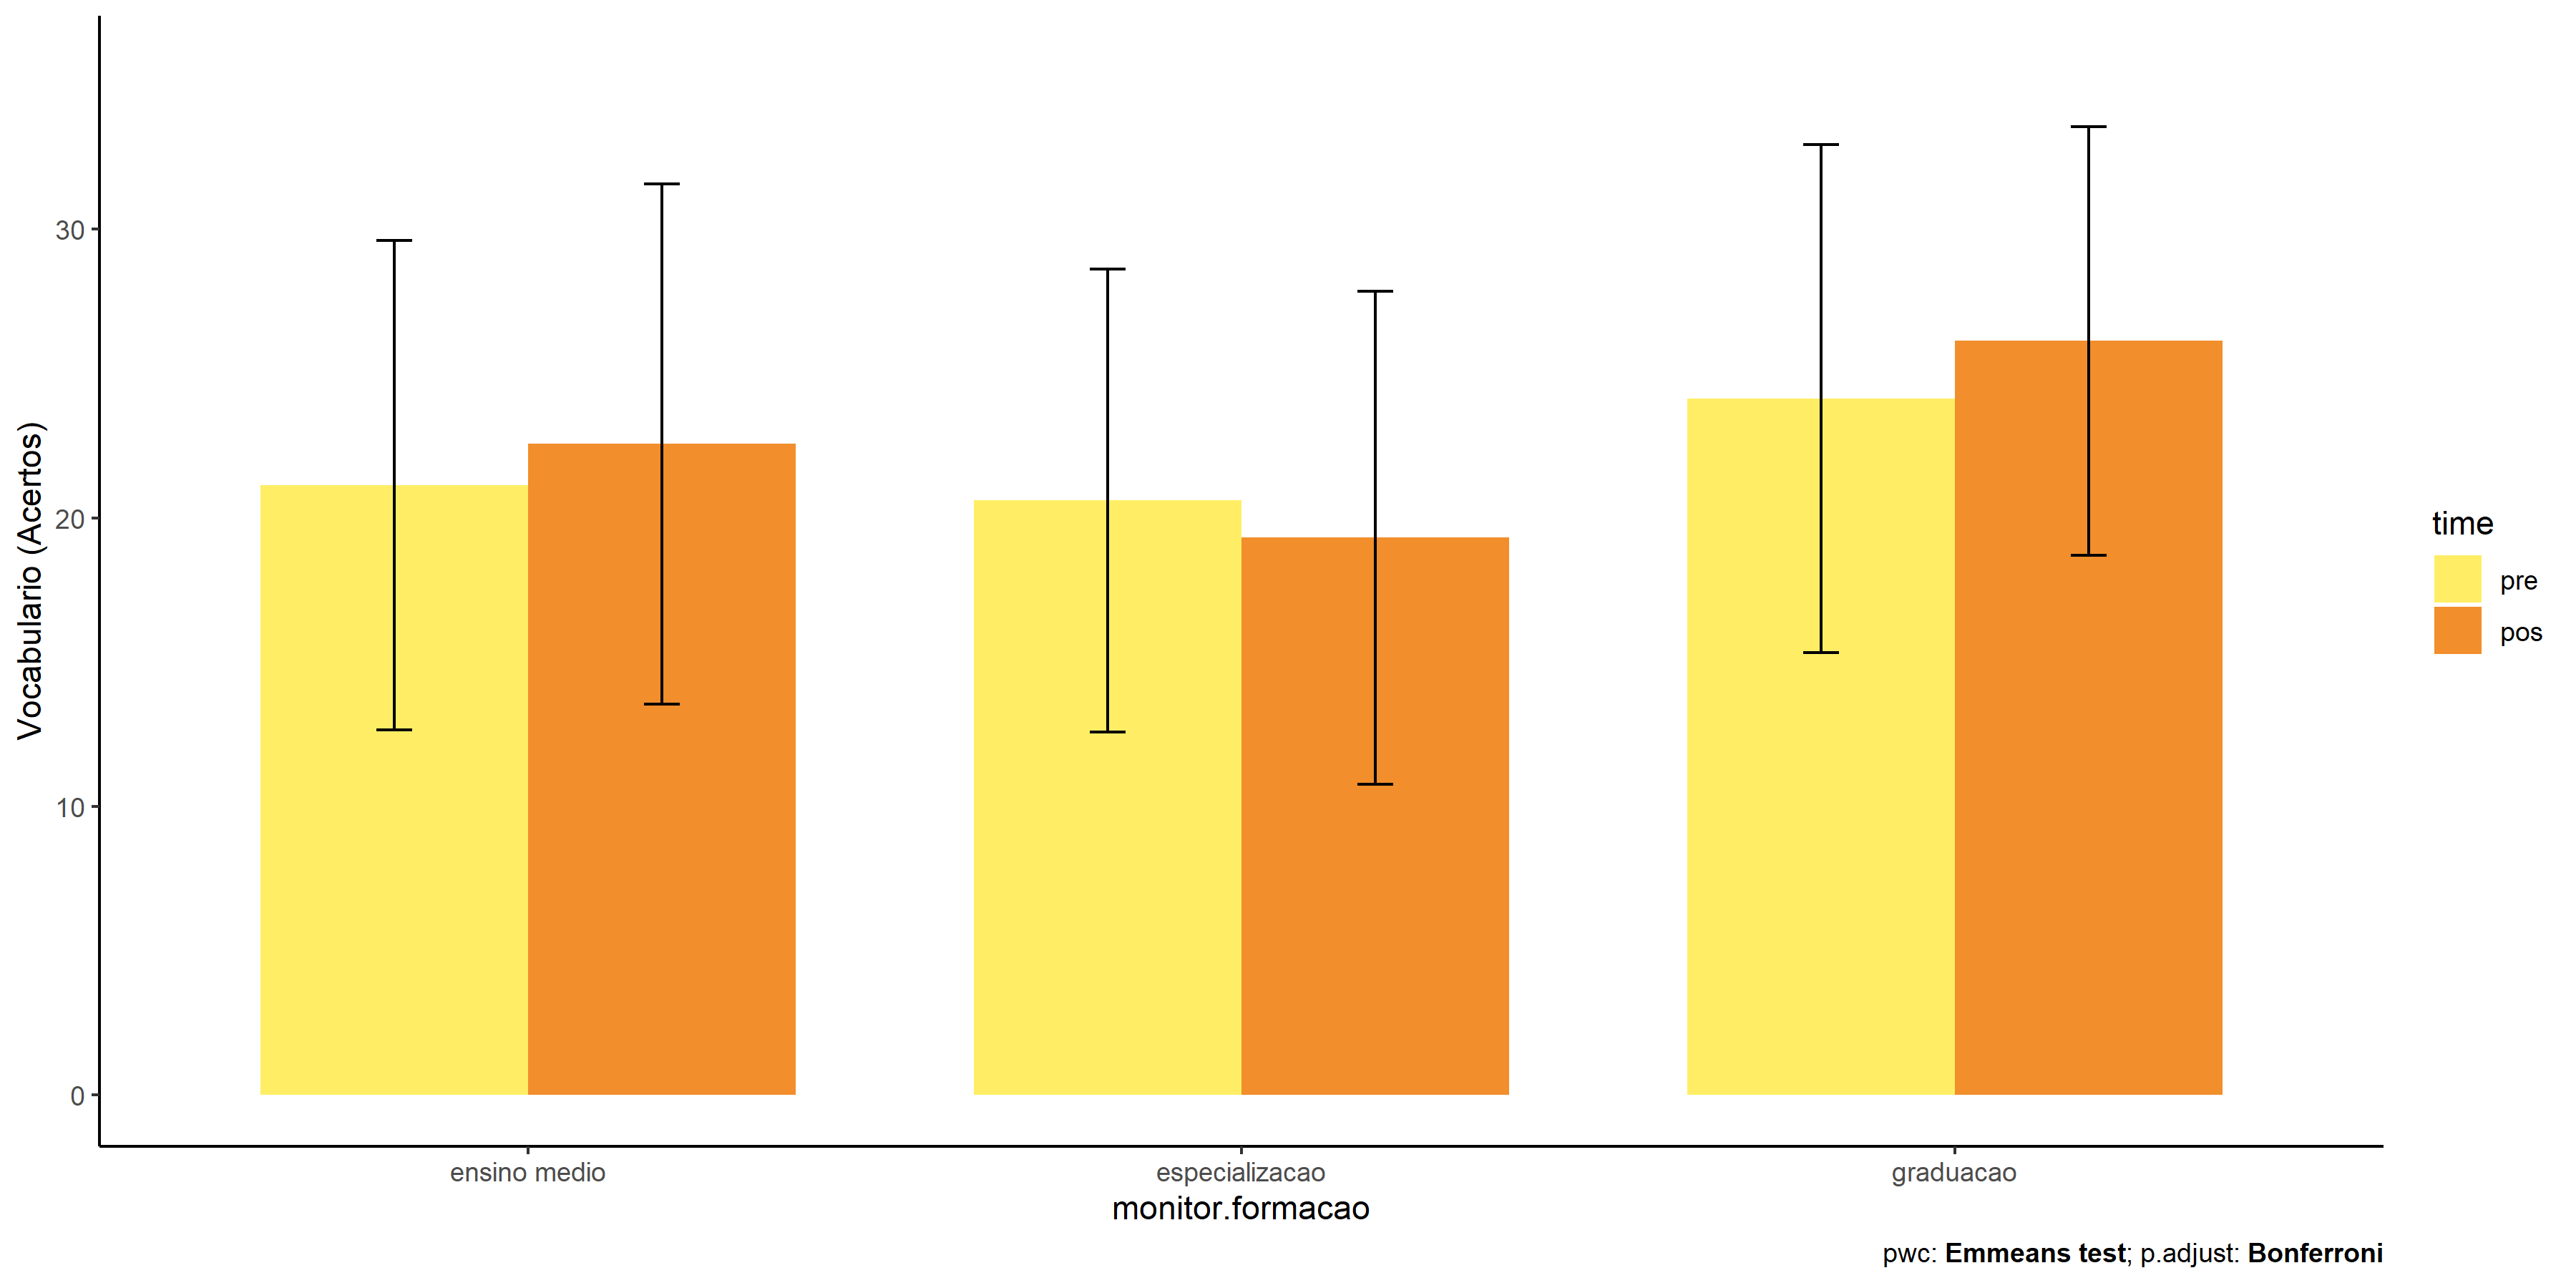 Vocabulario (Acertos)
30
20
10
0
ensino medio
especializacao
graduacao
monitor.formacao
time
pre
pos
pwc: Emmeans test; p.adjust: Bonferroni